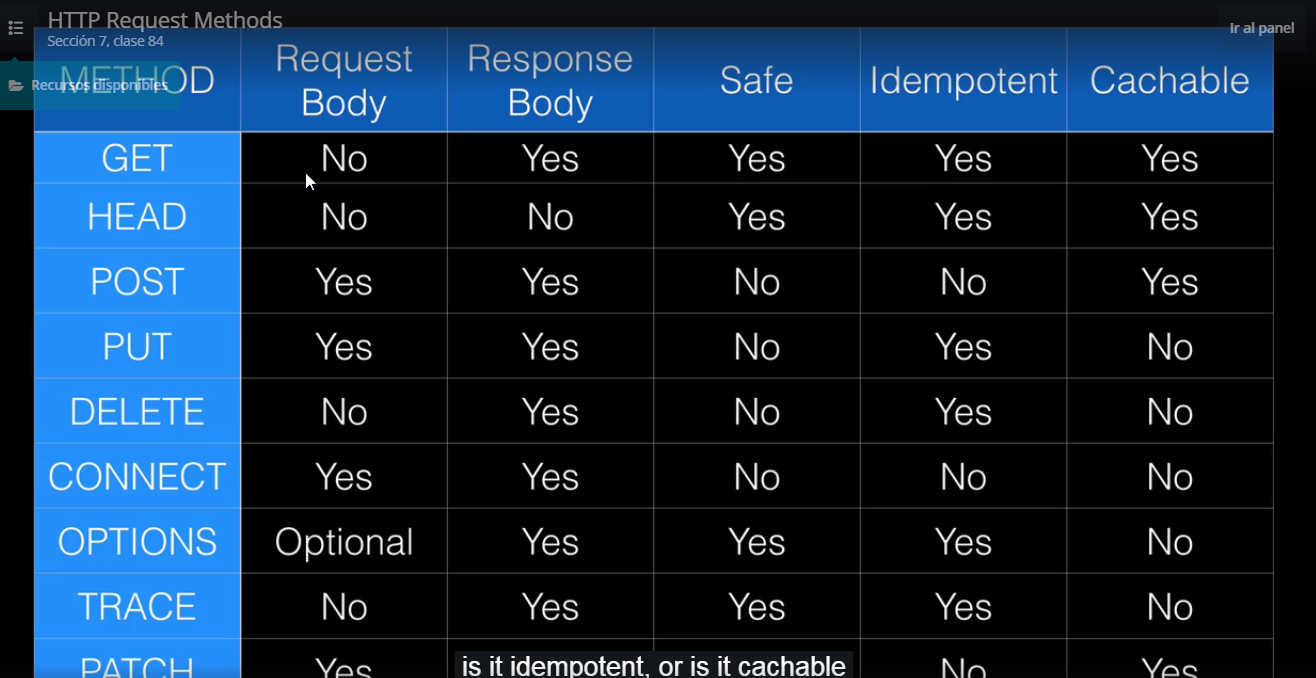 HTTP Request Methods
Sección 7, clase 84
Ir al panel
Recursos disponibles
METHOD Request Body Response Body Safe Idempotent Cachable
GET No Yes Yes Yes Yes
HEAD No No Yes Yes Yes
POST Yes Yes No No Yes
PUT Yes Yes No Yes No
DELETE No Yes No Yes No
CONNECT Yes Yes No No No
OPTIONS Optional Yes Yes Yes No
TRACE No Yes Yes Yes No
PATCH Yes No Yes
is it idempotent, or is it cachable